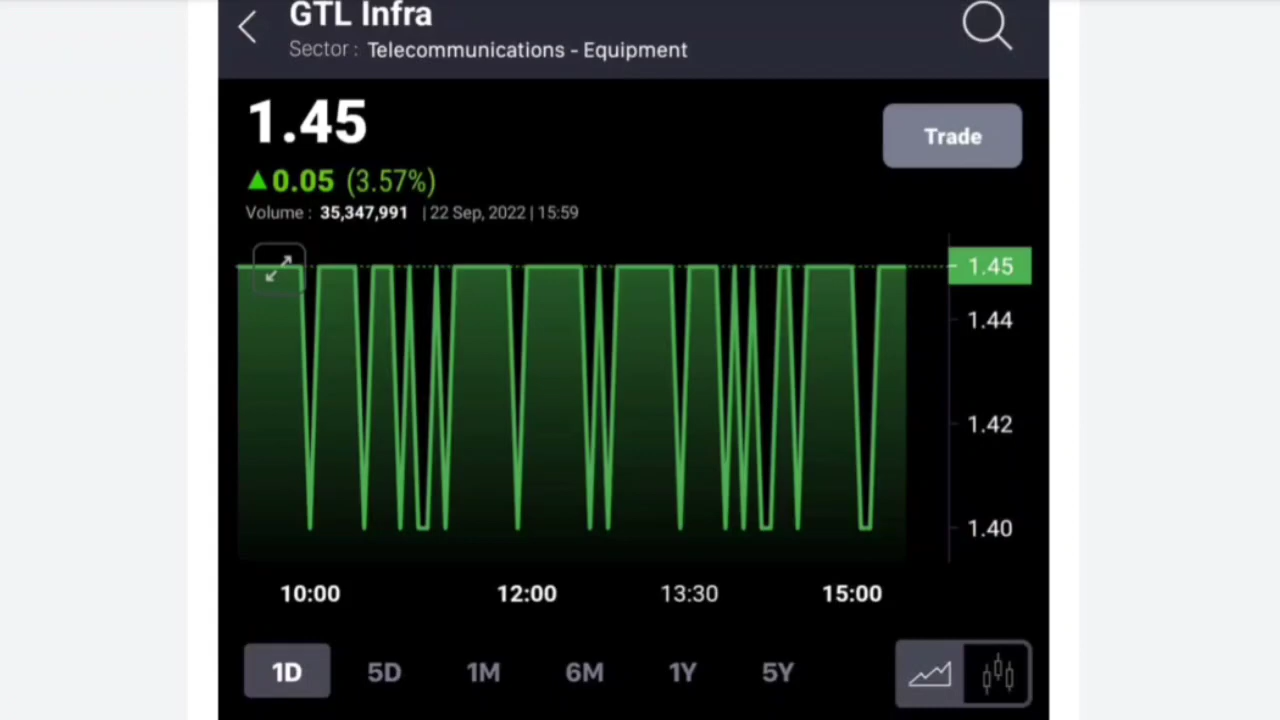 GTL Infra
Sector : Telecommunications - Equipment
1.45
Trade
▲0.05 (3.57%)
Volume : 35,347,991 | 22 Sep, 2022 | 15:59
1.45
1.44
1.42
1.40
10:00 12:00 13:30 15:00
1D 5D 1M 6M 1Y 5Y